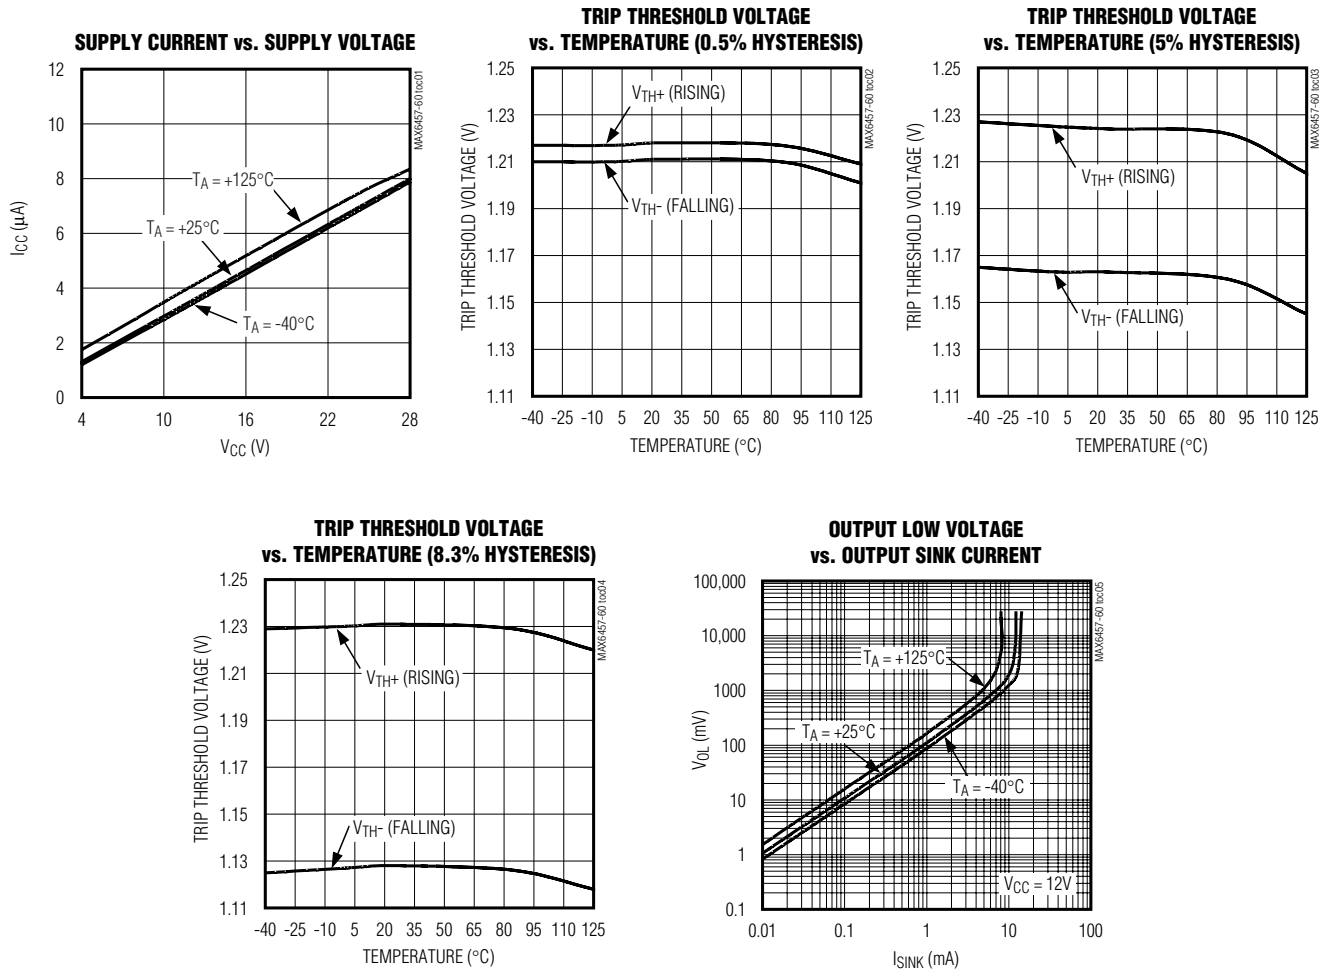 SUPPLY CURRENT vs. SUPPLY VOLTAGE
12
10
8
6
4
2
0
ICC (µA)
TA = +125°C
TA = +25°C
TA = -40°C
4 10 16 22 28
VCC (V)
MAX6457-60 toc01
TRIP THRESHOLD VOLTAGE
vs. TEMPERATURE (0.5% HYSTERESIS)
1.25
1.23
1.21
1.19
1.17
1.15
1.13
1.11
TRIP THRESHOLD VOLTAGE (V)
VTH+ (RISING)
VTH- (FALLING)
-40 -25 -10 5 20 35 50 65 80 95 110 125
TEMPERATURE (°C)
MAX6457-60 toc02
TRIP THRESHOLD VOLTAGE
vs. TEMPERATURE (5% HYSTERESIS)
1.25
1.23
1.21
1.19
1.17
1.15
1.13
1.11
TRIP THRESHOLD VOLTAGE (V)
VTH+ (RISING)
VTH- (FALLING)
-40 -25 -10 5 20 35 50 65 80 95 110 125
TEMPERATURE (°C)
MAX6457-60 toc03
TRIP THRESHOLD VOLTAGE
vs. TEMPERATURE (8.3% HYSTERESIS)
1.25
1.23
1.21
1.19
1.17
1.15
1.13
1.11
TRIP THRESHOLD VOLTAGE (V)
VTH+ (RISING)
VTH- (FALLING)
-40 -25 -10 5 20 35 50 65 80 95 110 125
TEMPERATURE (°C)
MAX6457-60 toc04
OUTPUT LOW VOLTAGE
vs. OUTPUT SINK CURRENT
100,000
10,000
1000
100
10
1
0.1
VOL (mV)
TA = +125°C
TA = +25°C
TA = -40°C
VCC = 12V
0.01 0.1 1 10 100
ISINK (mA)
MAX6457-60 toc05